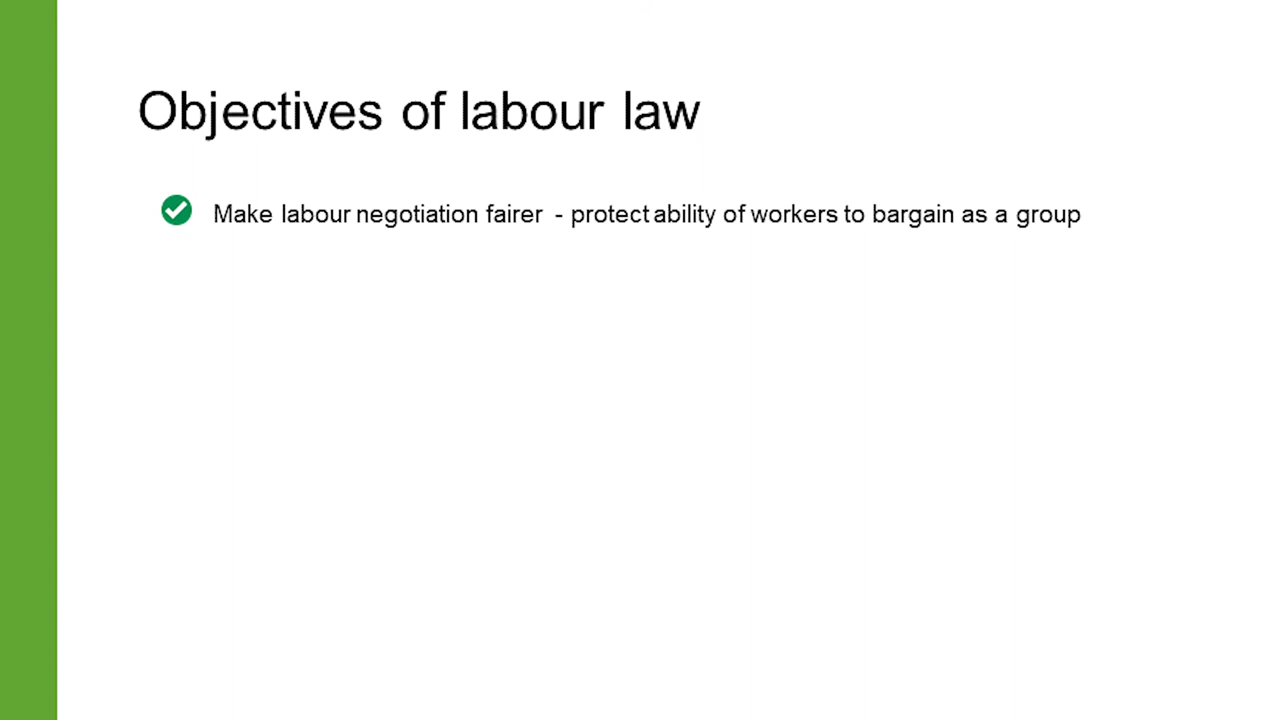 Objectives of labour law
Make labour negotiation fairer - protect ability of workers to bargain as a group